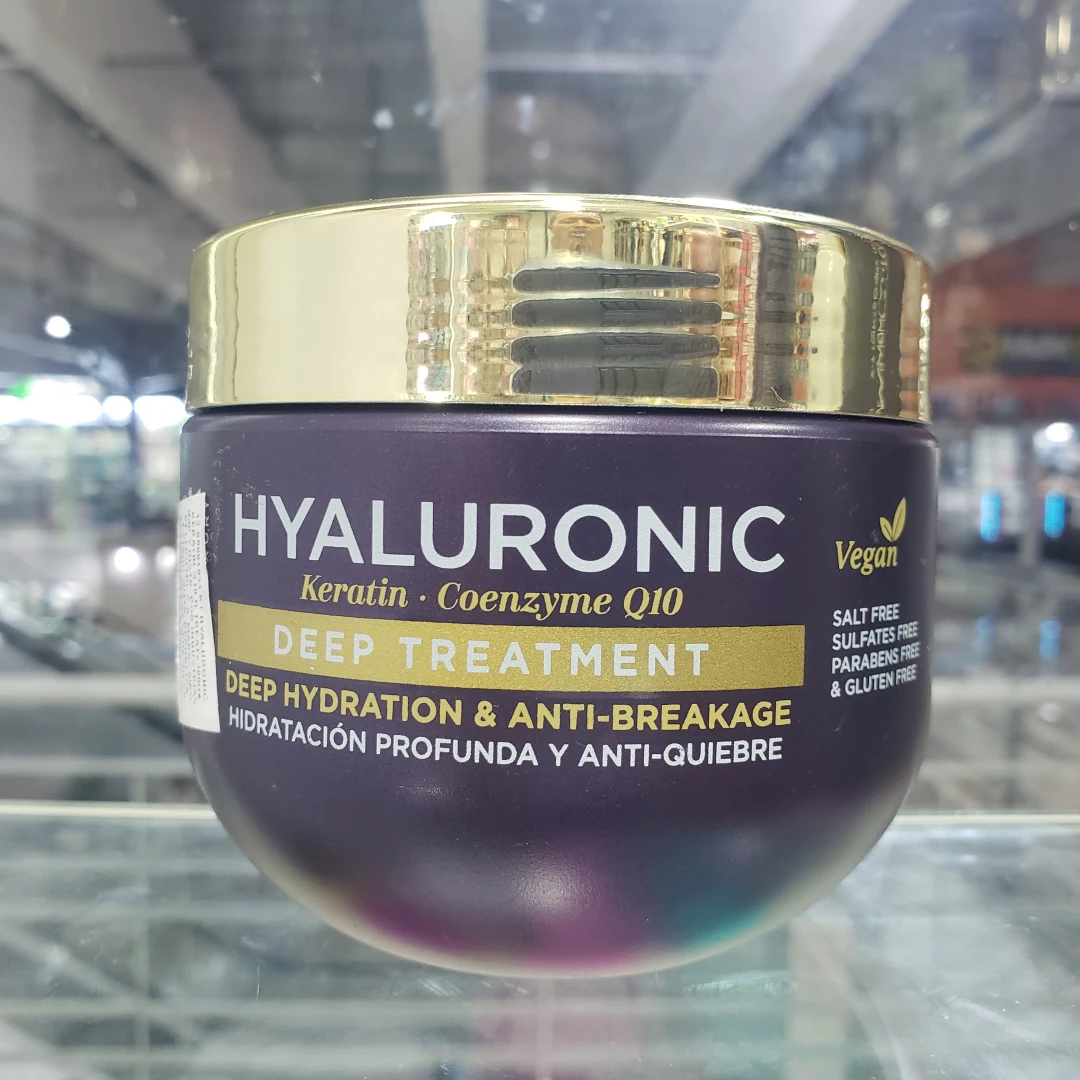 HYALURONIC
Keratin · Coenzyme Q10
DEEP TREATMENT
DEEP HYDRATION & ANTI-BREAKAGE
HIDRATACIÓN PROFUNDA Y ANTI-QUIEBRE
Vegan
SALT FREE
SULFATES FREE
PARABENS FREE
& GLUTEN FREE